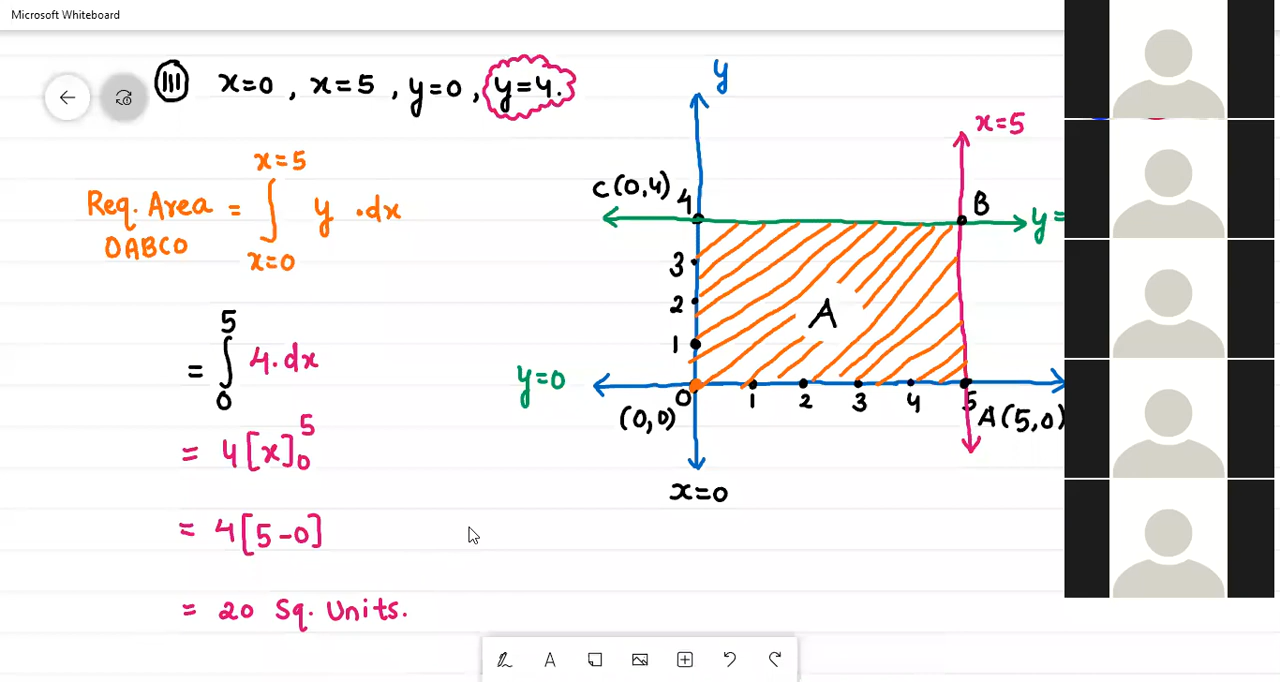 Microsoft Whiteboard
III x=0, x=5, y=0, y=4.
x=5
Req. Area = ∫ y .dx
OABCO
x=0
5
= ∫ 4.dx
0
= 4[x]₀⁵
= 4[5-0]
= 20 Sq. Units.
y
x=5
C(0,4) 4
B
y=
3
2
A
1
y=0
0 1 2 3 4 5
(0,0)
A(5,0)
x=0
A